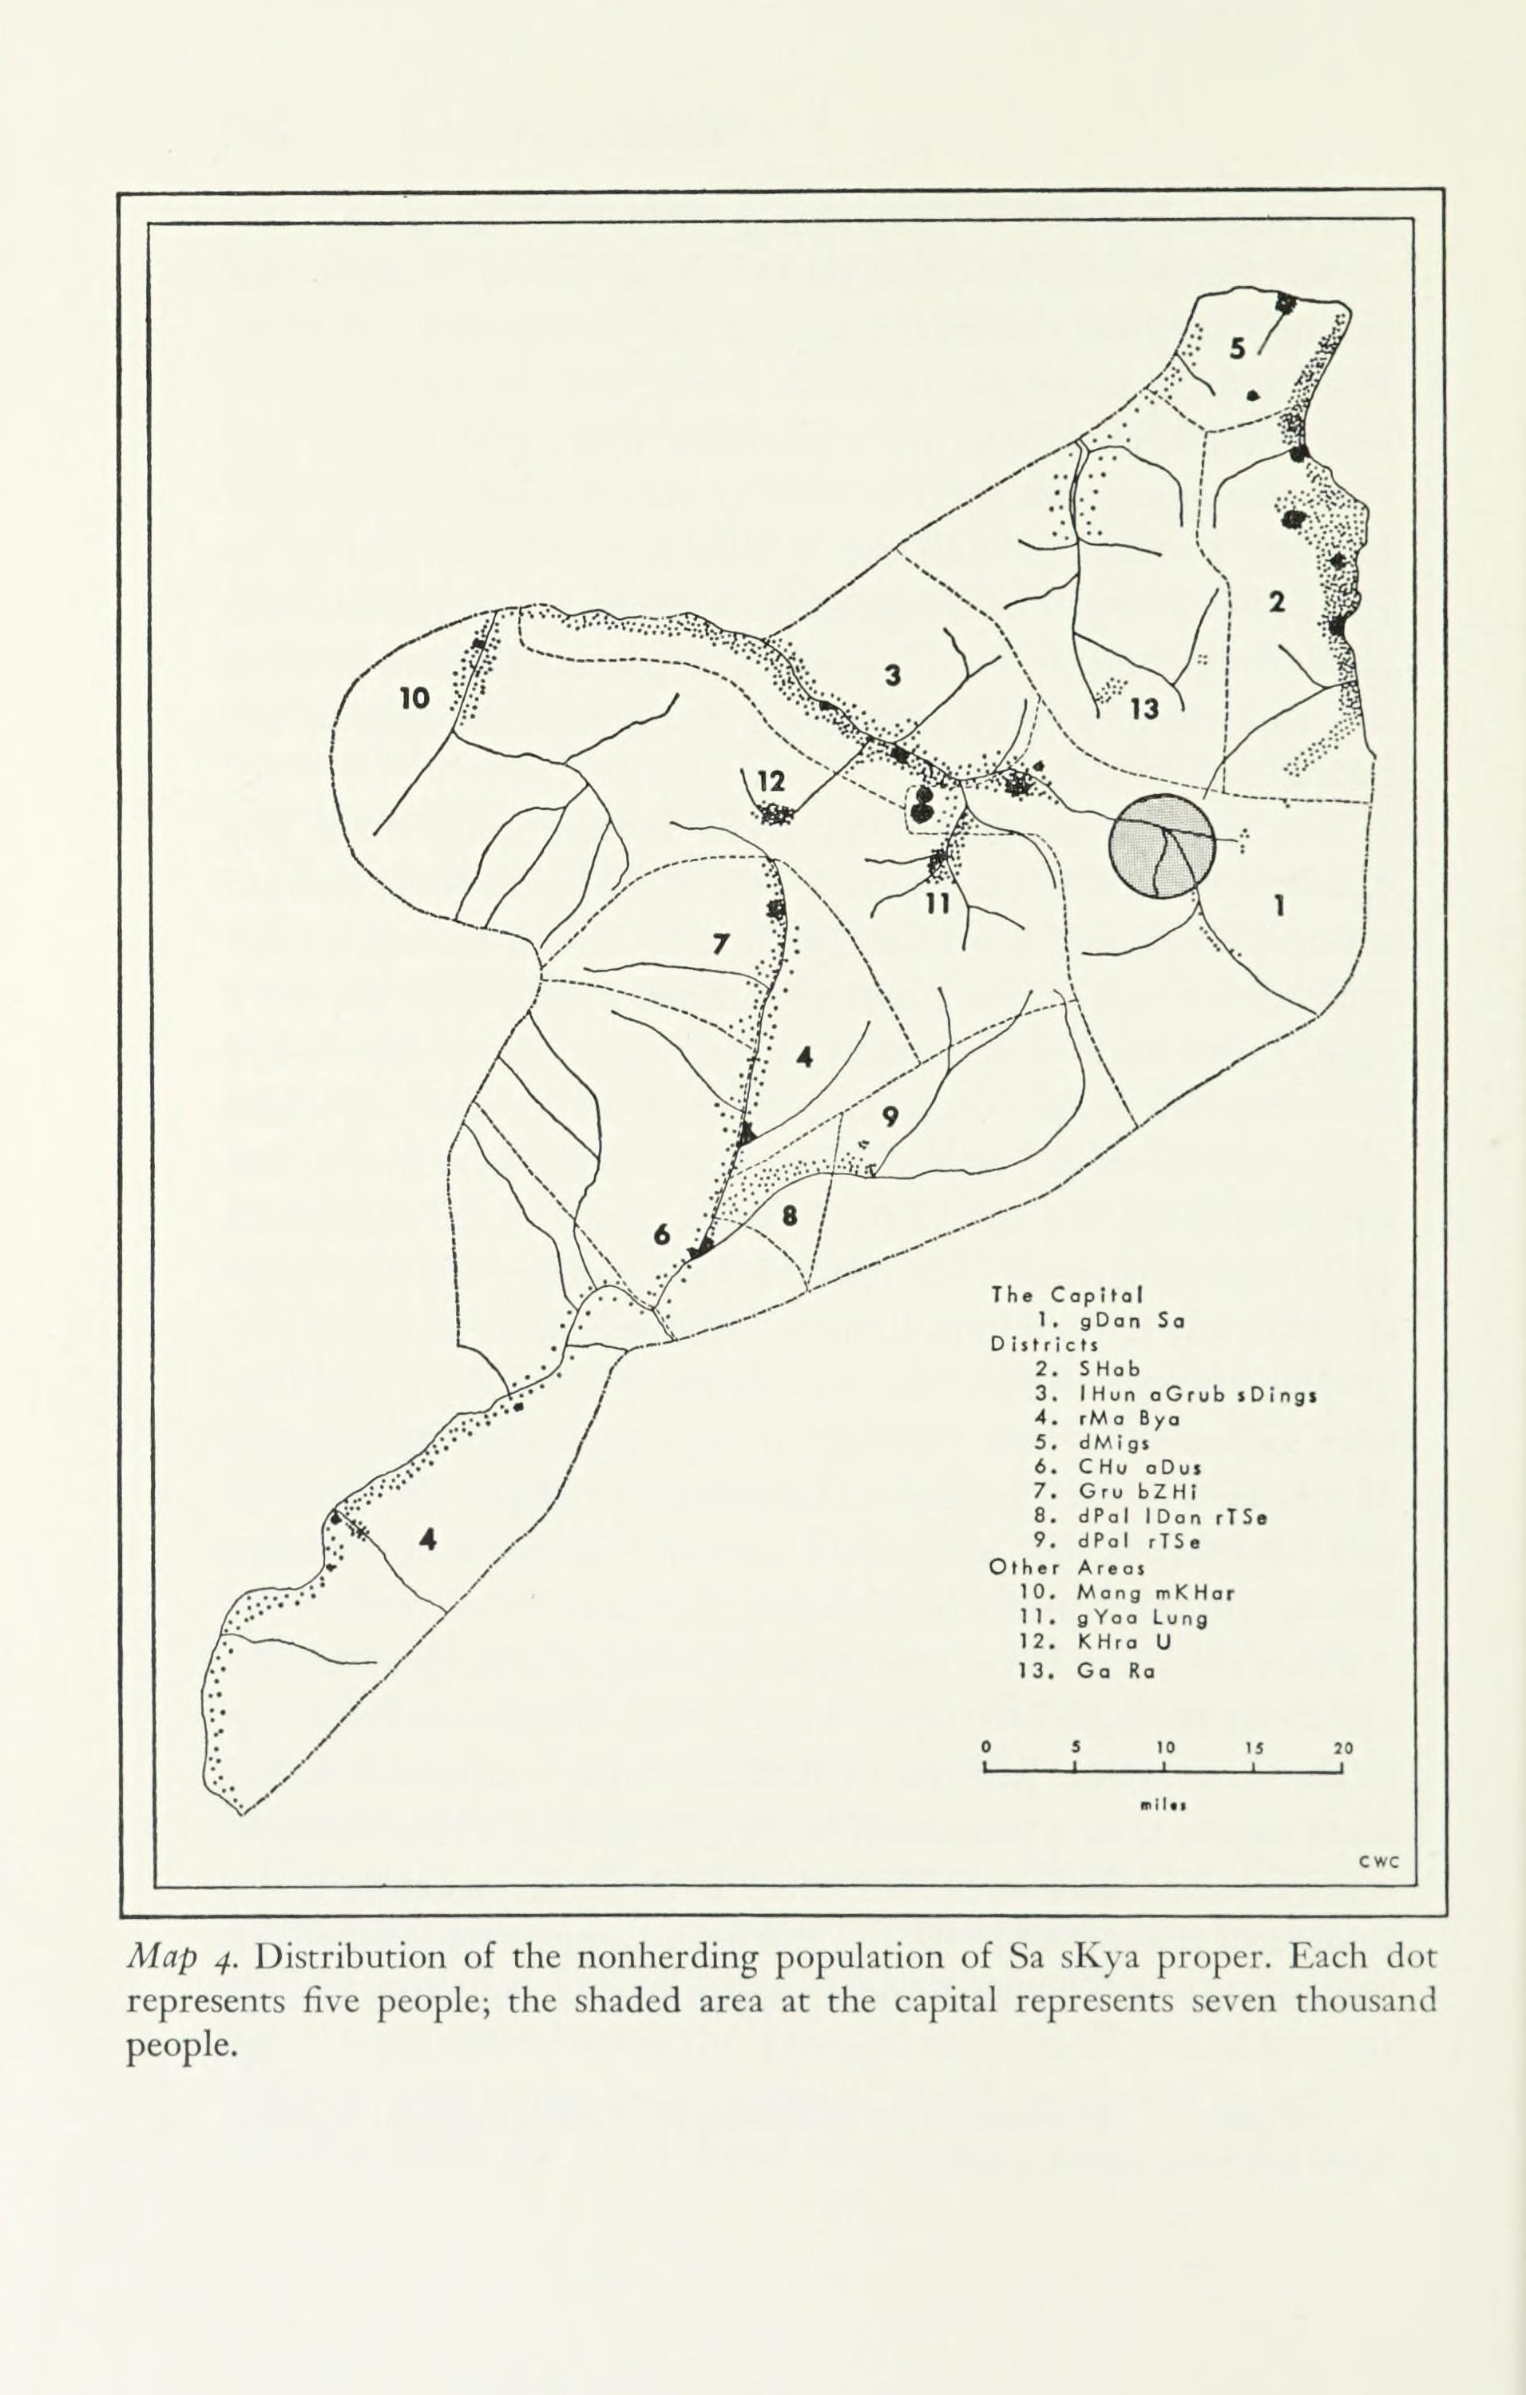 5
2
3
10
13
12
11
1
7
4
9
8
6
4
The Capital
1. gDan Sa
Districts
2. SHab
3. lHun aGrub sDings
4. rMa Bya
5. dMigs
6. CHu aDus
7. Gru bZHi
8. dPal lDan rTSe
9. dPal rTSe
Other Areas
10. Mang mKHar
11. gYaa Lung
12. KHra U
13. Ga Ra
0 5 10 15 20
miles
CWC
Map 4. Distribution of the nonherding population of Sa sKya proper. Each dot
represents five people; the shaded area at the capital represents seven thousand
people.